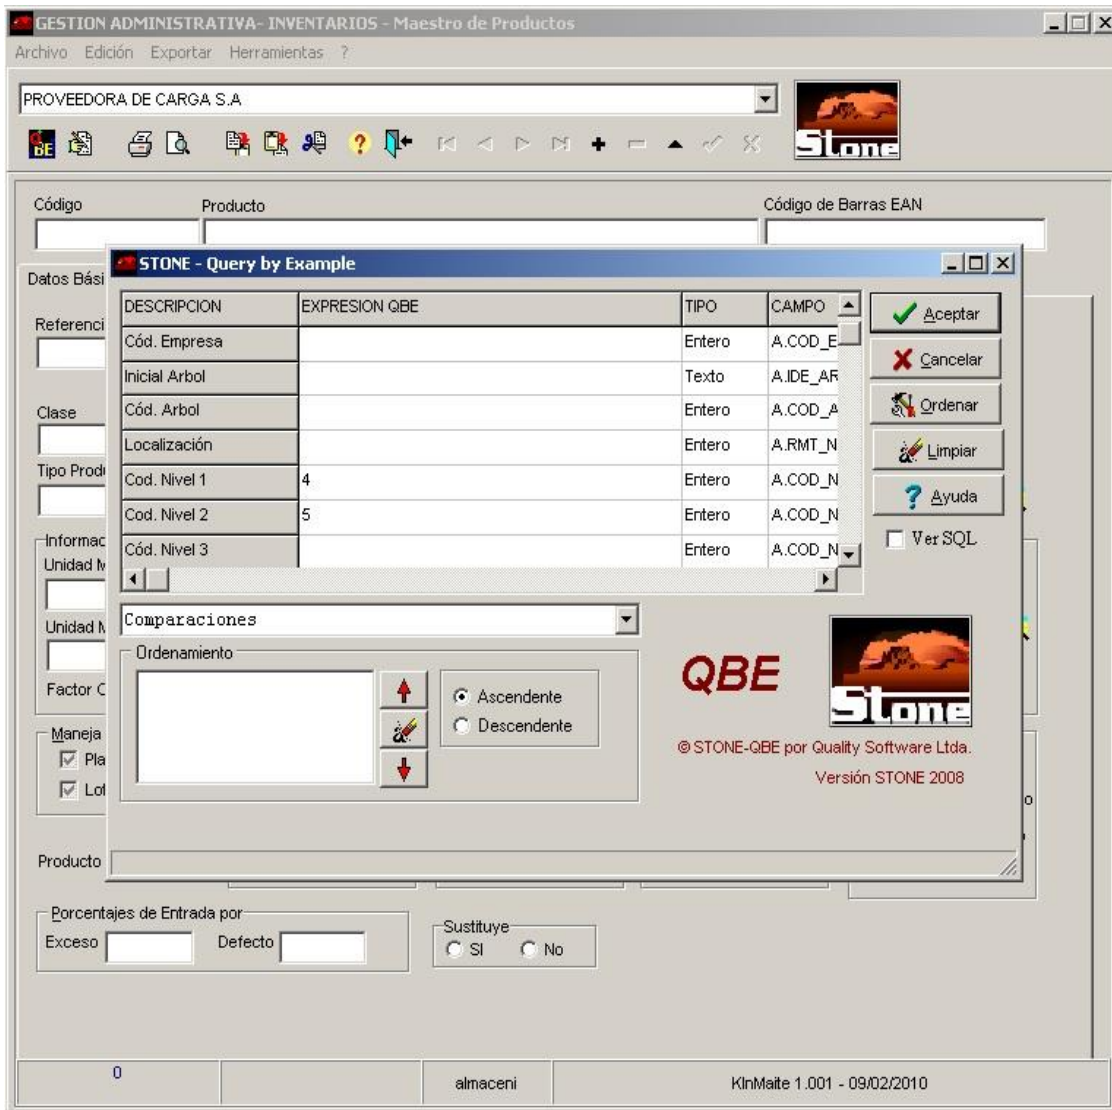 GESTION ADMINISTRATIVA- INVENTARIOS - Maestro de Productos
Archivo Edición Exportar Herramientas ?
PROVEEDORA DE CARGA S.A
QBE
Stone
Código Producto Código de Barras EAN
STONE - Query by Example
Datos Bási
DESCRIPCION EXPRESION QBE TIPO CAMPO
Aceptar
Referenci
Cód. Empresa Entero A.COD_E
Cancelar
Inicial Arbol Texto A.IDE_AR
Clase
Cód. Arbol Entero A.COD_A
Ordenar
Localización Entero A.RMT_N
Limpiar
Tipo Prod
Cod. Nivel 1 4 Entero A.COD_N
Ayuda
Cod. Nivel 2 5 Entero A.COD_N
Informac
Ver SQL
Cód. Nivel 3 Entero A.COD_N
Unidad M
Comparaciones
Unidad M
Ordenamiento
QBE
Stone
Factor C
Ascendente
Descendente
Maneja
© STONE-QBE por Quality Software Ltda.
Pla
Versión STONE 2008
Lot
o
Producto
Porcentajes de Entrada por
Exceso Defecto
Sustituye
SI No
0 almaceni KInMaite 1.001 - 09/02/2010